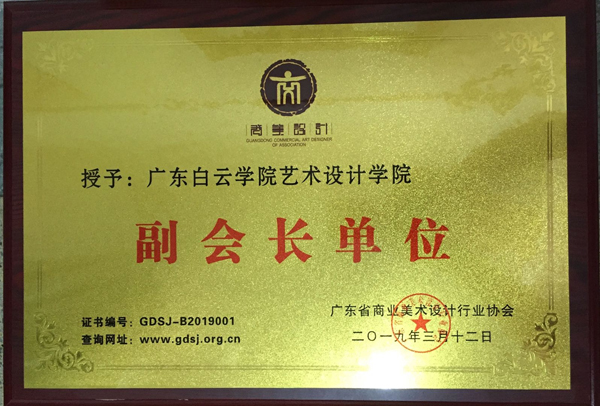 商業設計
GUANGDONG COMMERCIAL ART DESIGNER
OF ASSOCIATION
授予：广东白云学院艺术设计学院
副会长单位
证书编号：GDSJ-B2019001
查询网址：www.gdsj.org.cn
广东省商业美术设计行业协会
二〇一九年三月十二日